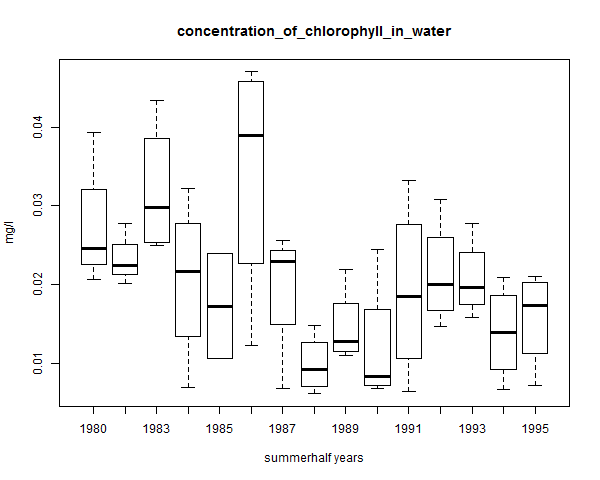 concentration_of_chlorophyll_in_water
mg/l
0.04
0.03
0.02
0.01
1980 1983 1985 1987 1989 1991 1993 1995
summerhalf years